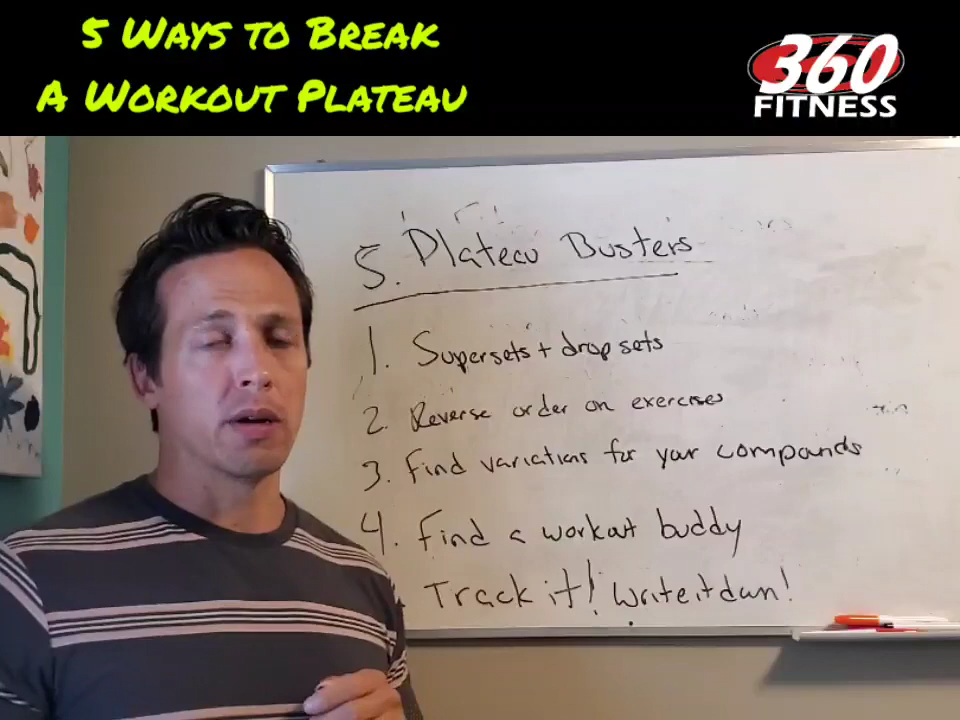 5 WAYS TO BREAK
A WORKOUT PLATEAU
360
FITNESS
5. Plateau Busters
1. Supersets + drop sets
2. Reverse order on exercises
3. Find variations for your compounds
4. Find a workout buddy
Track it! Write it down!